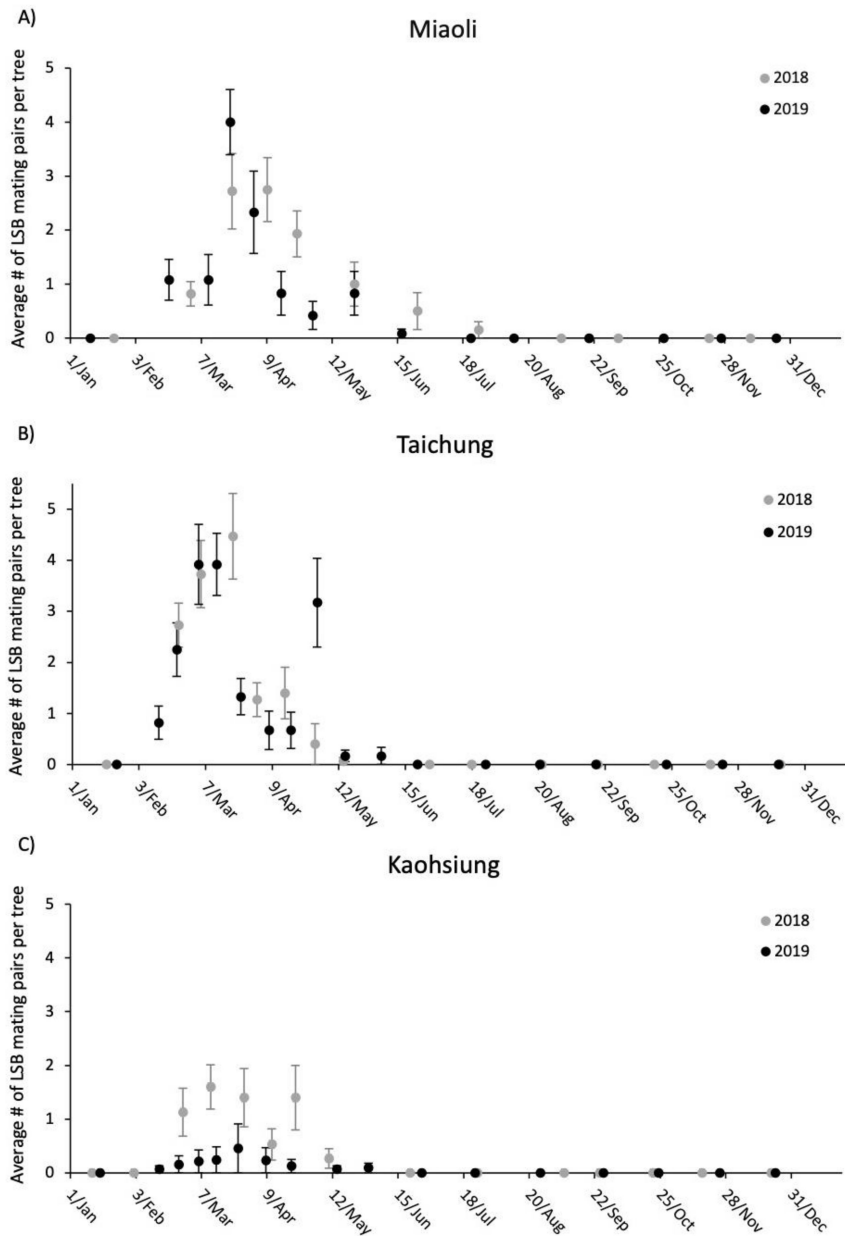 A)
Miaoli
Average # of LSB mating pairs per tree
5
4
3
2
1
0
2018
2019
1/Jan
3/Feb
7/Mar
9/Apr
12/May
15/Jun
18/Jul
20/Aug
22/Sep
25/Oct
28/Nov
31/Dec
B)
Taichung
Average # of LSB mating pairs per tree
5
4
3
2
1
0
2018
2019
1/Jan
3/Feb
7/Mar
9/Apr
12/May
15/Jun
18/Jul
20/Aug
22/Sep
25/Oct
28/Nov
31/Dec
C)
Kaohsiung
Average # of LSB mating pairs per tree
5
4
3
2
1
0
2018
2019
1/Jan
3/Feb
7/Mar
9/Apr
12/May
15/Jun
18/Jul
20/Aug
22/Sep
25/Oct
28/Nov
31/Dec